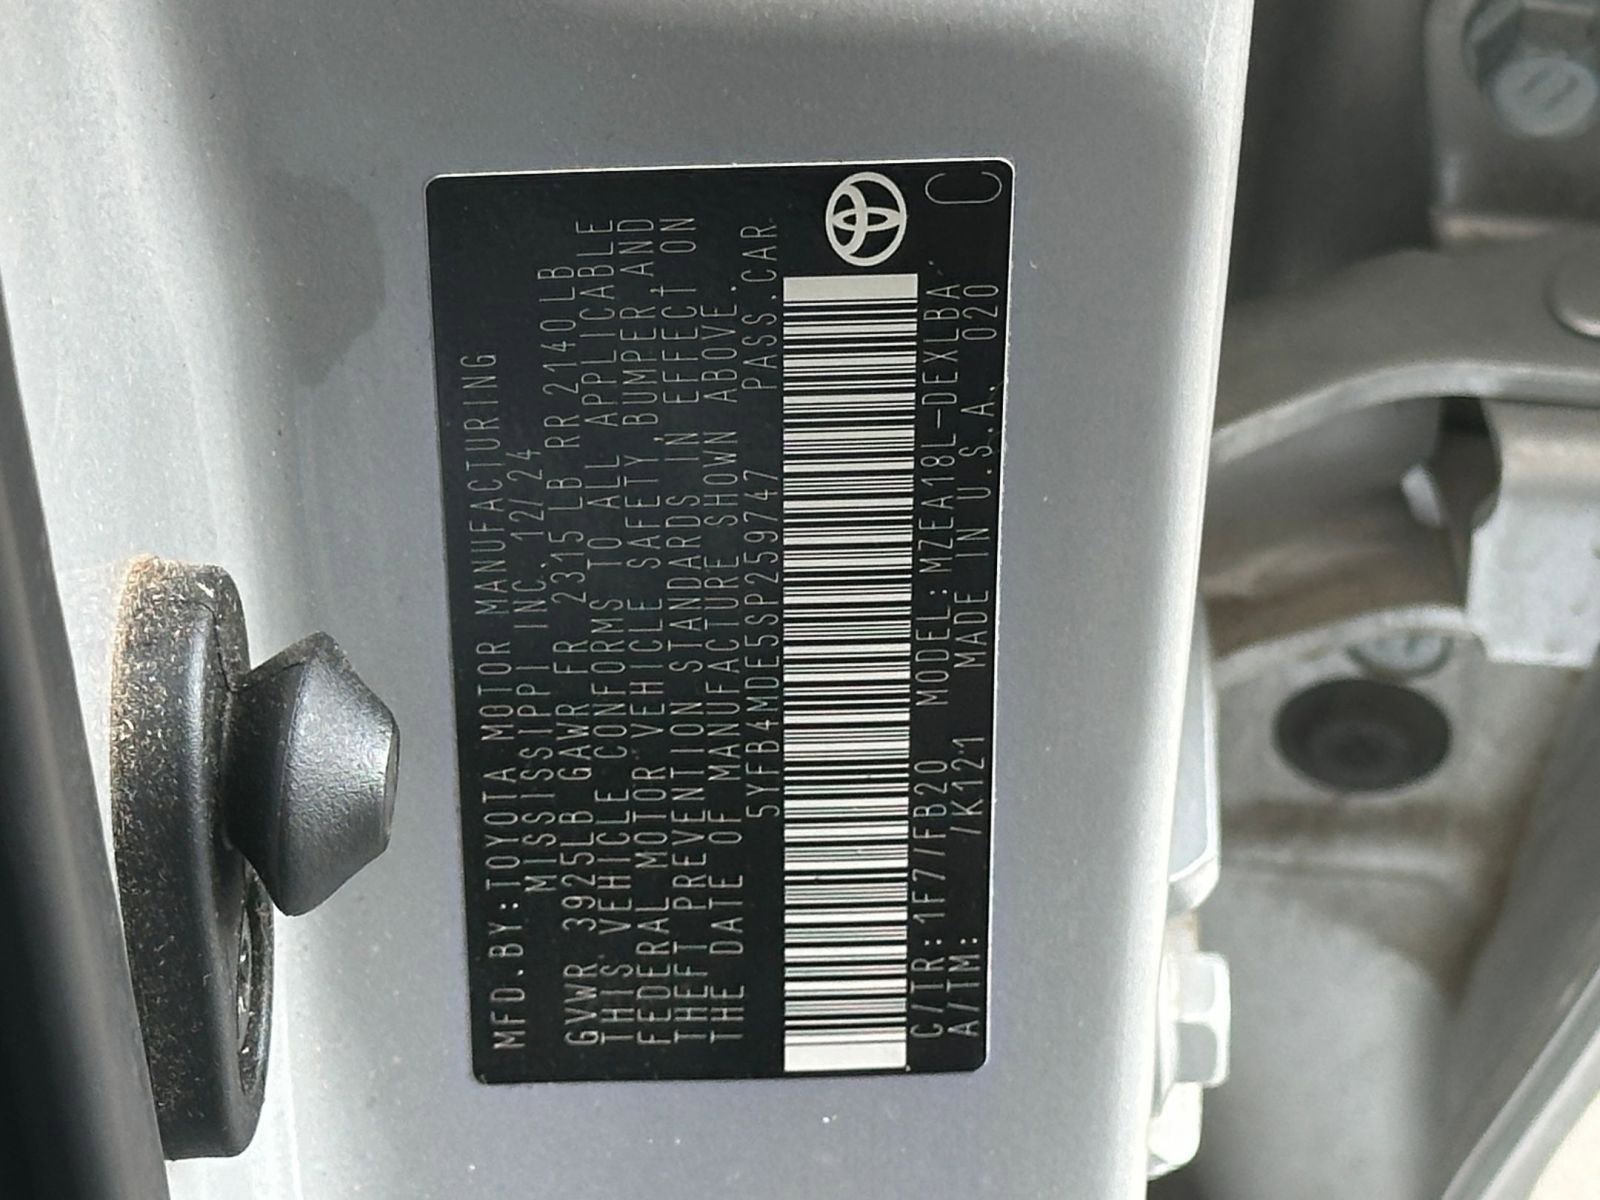 MFD.BY:TOYOTA MOTOR MANUFACTURING
MISSISSIPPI INC. 12/24
GVWR 3925LB GAWR FR 2315LB RR 2140LB
THIS VEHICLE CONFORMS TO ALL APPLICABLE
FEDERAL MOTOR VEHICLE SAFETY, BUMPER, AND
THEFT PREVENTION STANDARDS IN EFFECT ON
THE DATE OF MANUFACTURE SHOWN ABOVE.
5YFB4MDE5SP259747 PASS.CAR
C/TR:1F7/FB20 MODEL:MZEA18L-DEXLBA
A/TM: /K121 MADE IN U.S.A. 020
C